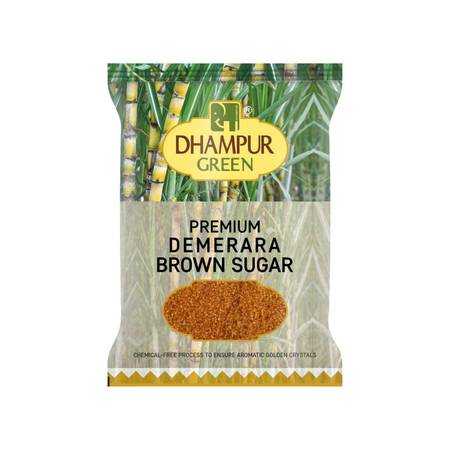 ®
DHAMPUR
GREEN
PREMIUM
DEMERARA
BROWN SUGAR
CHEMICAL-FREE PROCESS TO ENSURE AROMATIC GOLDEN CRYSTALS